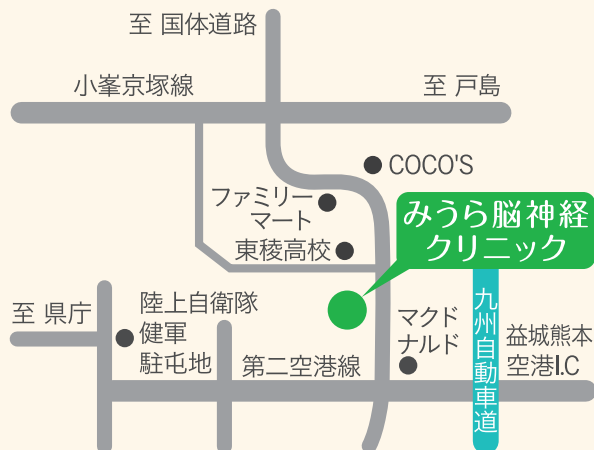 至 国体道路
小峯京塚線
至 戸島
COCO'S
ファミリー
マート
東稜高校
みうら脳神経
クリニック
至 県庁
陸上自衛隊
健軍
駐屯地
第二空港線
マクド
ナルド
九州自動車道
益城熊本
空港I.C